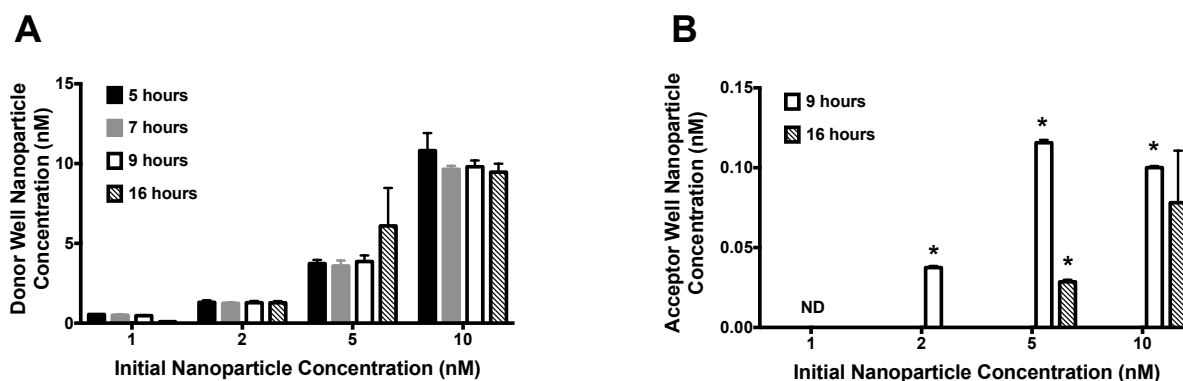 A
Donor Well Nanoparticle
Concentration (nM)
15
10
5
0
5 hours
7 hours
9 hours
16 hours
1 2 5 10
Initial Nanoparticle Concentration (nM)
B
Acceptor Well Nanoparticle
Concentration (nM)
0.15
0.10
0.05
0.00
9 hours
16 hours
ND
*
*
*
*
1 2 5 10
Initial Nanoparticle Concentration (nM)